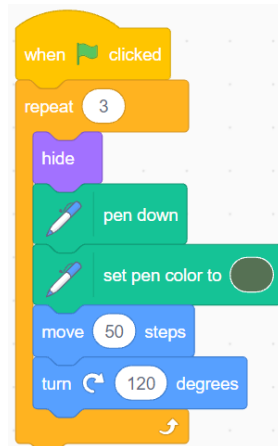 when clicked
repeat 3
hide
pen down
set pen color to
move 50 steps
turn 120 degrees